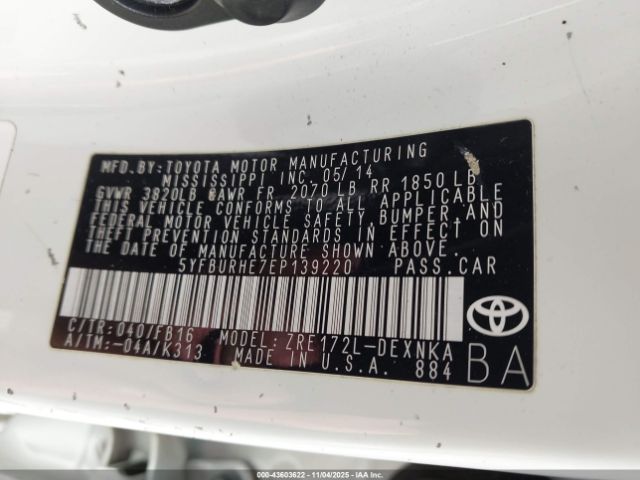 MFD.BY:TOYOTA MOTOR MANUFACTURING
MISSISSIPPI INC. 05/14
GVWR 3820LB GAWR FR 2070 LB RR 1850 LB
THIS VEHICLE CONFORMS TO ALL APPLICABLE
FEDERAL MOTOR VEHICLE SAFETY, BUMPER AND
THEFT PREVENTION STANDARDS IN EFFECT ON
THE DATE OF MANUFACTURE SHOWN ABOVE.
5YFBURHE7EP139220 PASS.CAR
C/TR:040/FB16 MODEL: ZRE172L-DEXNKA
A/TM:-04A/K313 MADE IN U.S.A. 884
BA
000-43603622 - 11/04/2025 - IAAI.COM